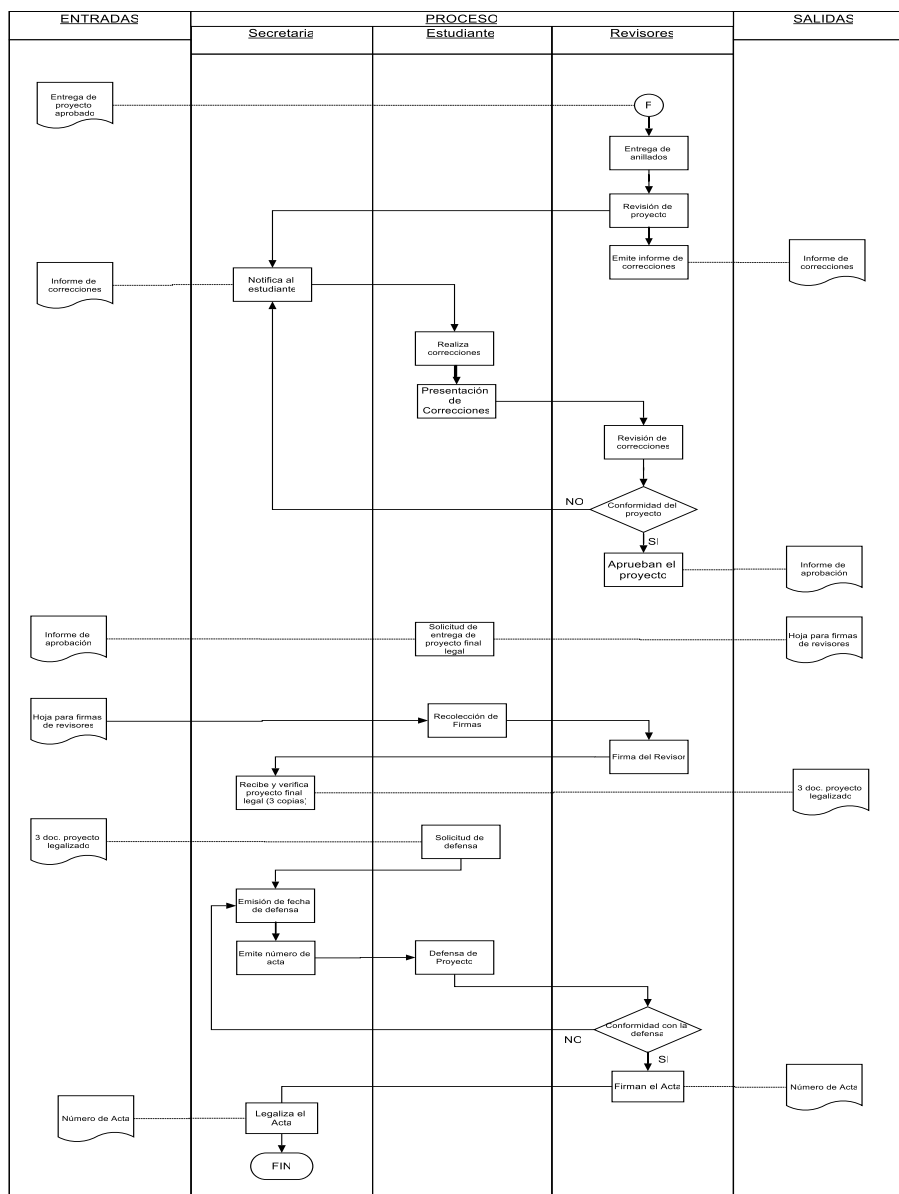 ENTRADAS
PROCESO
SALIDAS
Secretaria
Estudiante
Revisores
Entrega de
proyecto
aprobado
F
Entrega de
anillados
Revisión de
proyecto
Emite informe de
correcciones
Informe de
correcciones
Informe de
correcciones
Notifica al
estudiante
Realiza
correcciones
Presentación
de
Correcciones
Revisión de
correcciones
Conformidad del
proyecto
NO
SI
Aprueban el
proyecto
Informe de
aprobación
Informe de
aprobación
Solicitud de
entrega de
proyecto final
legal
Hoja para firmas
de revisores
Hoja para firmas
de revisores
Recolección de
Firmas
Firma del Revisor
Recibe y verifica
proyecto final
legal (3 copias)
3 doc. proyecto
legalizado
3 doc. proyecto
legalizado
Solicitud de
defensa
Emisión de fecha
de defensa
Emite número de
acta
Defensa de
Proyecto
Conformidad con la
defensa
NO
SI
Firman el Acta
Número de Acta
Número de Acta
Legaliza el
Acta
FIN